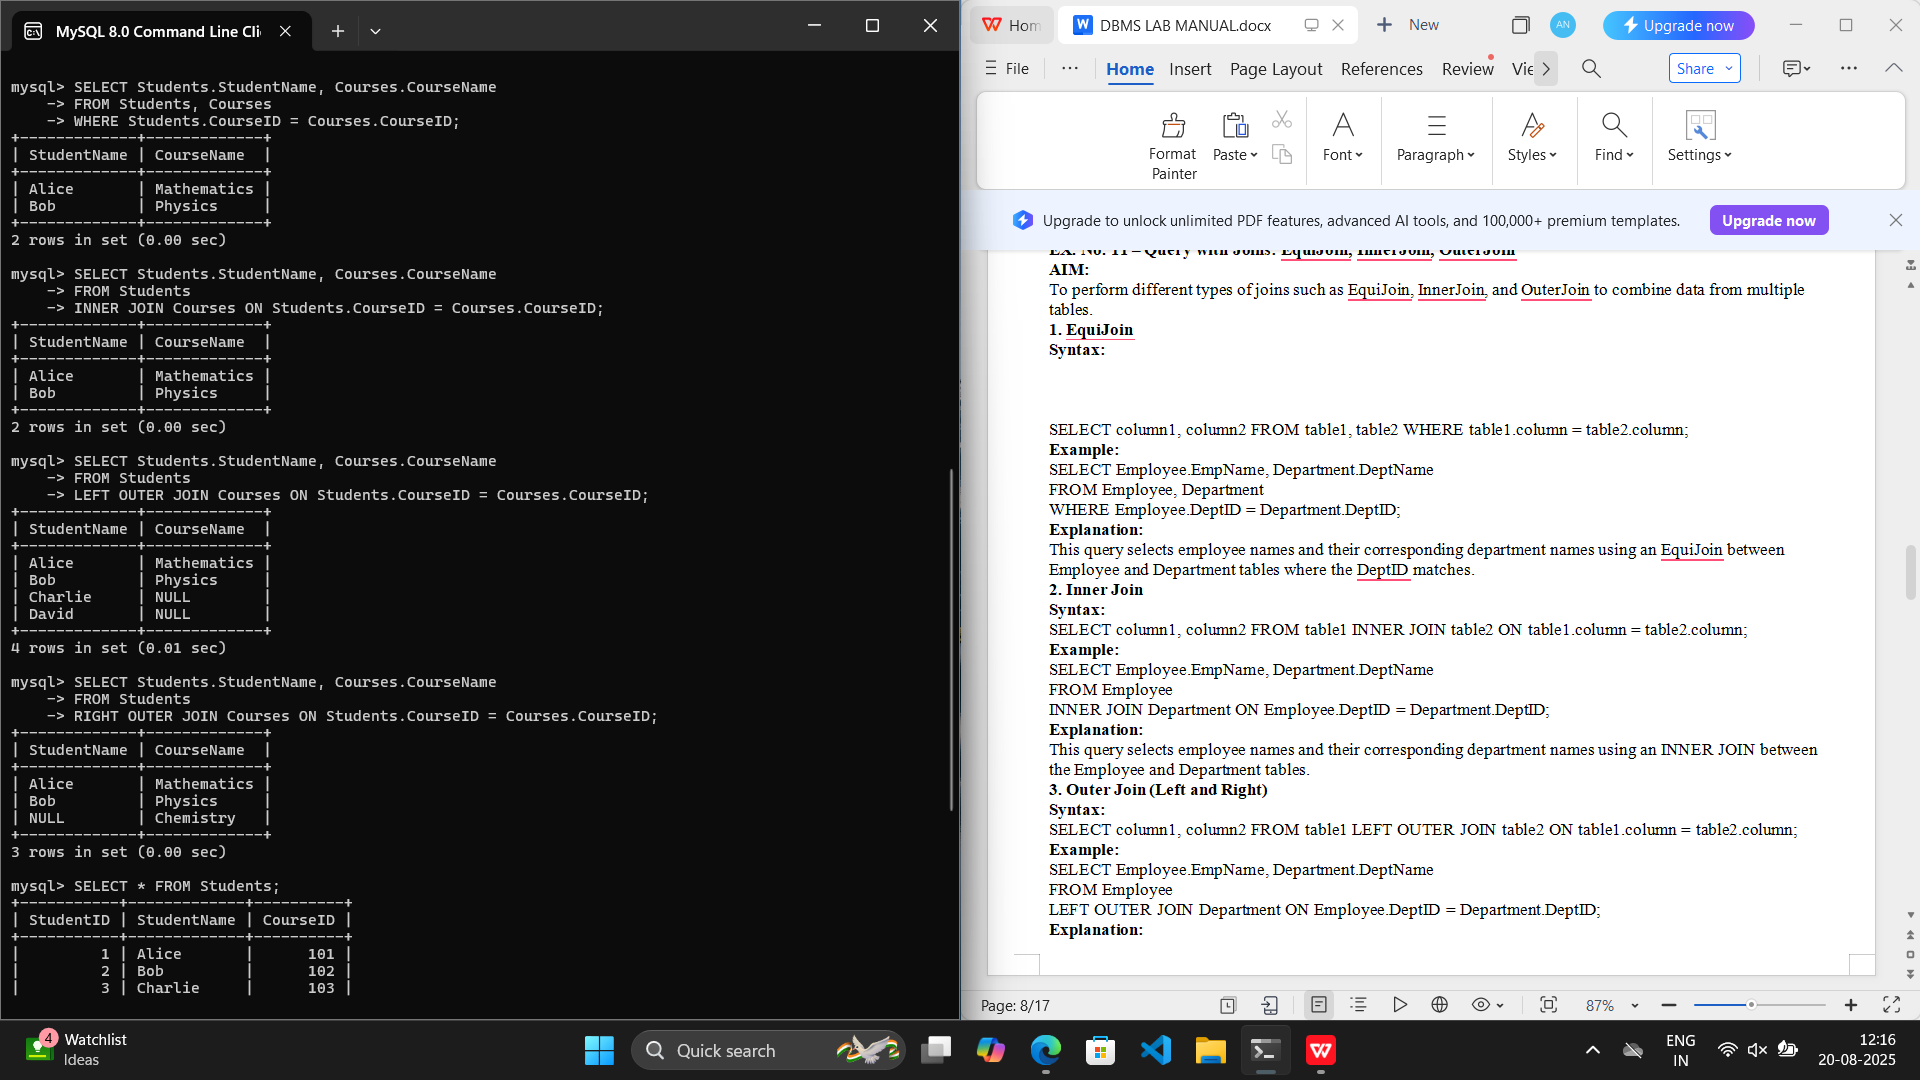 MySQL 8.0 Command Line Cli
mysql> SELECT Students.StudentName, Courses.CourseName
    -> FROM Students, Courses
    -> WHERE Students.CourseID = Courses.CourseID;
+-------------+-------------+
| StudentName | CourseName  |
+-------------+-------------+
| Alice       | Mathematics |
| Bob         | Physics     |
+-------------+-------------+
2 rows in set (0.00 sec)
mysql> SELECT Students.StudentName, Courses.CourseName
    -> FROM Students
    -> INNER JOIN Courses ON Students.CourseID = Courses.CourseID;
+-------------+-------------+
| StudentName | CourseName  |
+-------------+-------------+
| Alice       | Mathematics |
| Bob         | Physics     |
+-------------+-------------+
2 rows in set (0.00 sec)
mysql> SELECT Students.StudentName, Courses.CourseName
    -> FROM Students
    -> LEFT OUTER JOIN Courses ON Students.CourseID = Courses.CourseID;
+-------------+-------------+
| StudentName | CourseName  |
+-------------+-------------+
| Alice       | Mathematics |
| Bob         | Physics     |
| Charlie     | NULL        |
| David       | NULL        |
+-------------+-------------+
4 rows in set (0.01 sec)
mysql> SELECT Students.StudentName, Courses.CourseName
    -> FROM Students
    -> RIGHT OUTER JOIN Courses ON Students.CourseID = Courses.CourseID;
+-------------+-------------+
| StudentName | CourseName  |
+-------------+-------------+
| Alice       | Mathematics |
| Bob         | Physics     |
| NULL        | Chemistry   |
+-------------+-------------+
3 rows in set (0.00 sec)
mysql> SELECT * FROM Students;
+-----------+-------------+----------+
| StudentID | StudentName | CourseID |
+-----------+-------------+----------+
|         1 | Alice       |      101 |
|         2 | Bob         |      102 |
|         3 | Charlie     |      103 |
Hom DBMS LAB MANUAL.docx New AN Upgrade now
File Home Insert Page Layout References Review Vie Share
Format Painter Paste Font Paragraph Styles Find Settings
Upgrade to unlock unlimited PDF features, advanced AI tools, and 100,000+ premium templates. Upgrade now
EX. No. 11 – Query with Joins: EquiJoin, InnerJoin, OuterJoin
AIM:
To perform different types of joins such as EquiJoin, InnerJoin, and OuterJoin to combine data from multiple
tables.
1. EquiJoin
Syntax:
SELECT column1, column2 FROM table1, table2 WHERE table1.column = table2.column;
Example:
SELECT Employee.EmpName, Department.DeptName
FROM Employee, Department
WHERE Employee.DeptID = Department.DeptID;
Explanation:
This query selects employee names and their corresponding department names using an EquiJoin between
Employee and Department tables where the DeptID matches.
2. Inner Join
Syntax:
SELECT column1, column2 FROM table1 INNER JOIN table2 ON table1.column = table2.column;
Example:
SELECT Employee.EmpName, Department.DeptName
FROM Employee
INNER JOIN Department ON Employee.DeptID = Department.DeptID;
Explanation:
This query selects employee names and their corresponding department names using an INNER JOIN between
the Employee and Department tables.
3. Outer Join (Left and Right)
Syntax:
SELECT column1, column2 FROM table1 LEFT OUTER JOIN table2 ON table1.column = table2.column;
Example:
SELECT Employee.EmpName, Department.DeptName
FROM Employee
LEFT OUTER JOIN Department ON Employee.DeptID = Department.DeptID;
Explanation:
Page: 8/17 87%
4 Watchlist
Ideas
Quick search
ENG
IN
12:16
20-08-2025